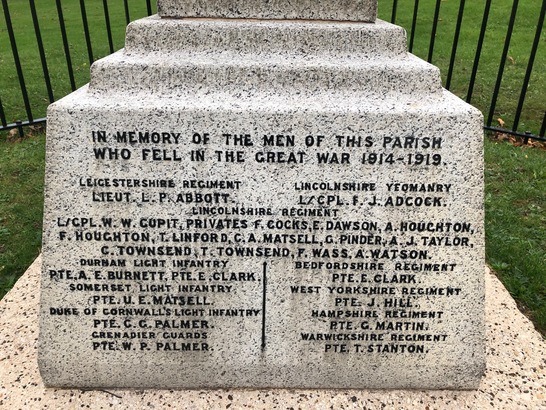 IN MEMORY OF THE MEN OF THIS PARISH
WHO FELL IN THE GREAT WAR 1914-1919.
LEICESTERSHIRE REGIMENT
LIEUT. L. P. ABBOTT.
LINCOLNSHIRE YEOMANRY
L/CPL. F. J. ADCOCK.
LINCOLNSHIRE REGIMENT
L/CPL. W. W. CUPIT, PRIVATES F. COCKS, E. DAWSON, A. HOUGHTON,
F. HOUGHTON, T. LINFORD, C. A. MATSELL, G. PINDER, A. J. TAYLOR,
C. TOWNSEND, T. TOWNSEND, F. WASS, A. WATSON.
DURHAM LIGHT INFANTRY
PTE. A. E. BURNETT, PTE. E. CLARK.
SOMERSET LIGHT INFANTRY.
PTE. U. E. MATSELL.
DUKE OF CORNWALL'S LIGHT INFANTRY
PTE. C. G. PALMER.
GRENADIER GUARDS
PTE. W. P. PALMER.
BEDFORDSHIRE REGIMENT
PTE. E. CLARK.
WEST YORKSHIRE REGIMENT
PTE. J. HILL.
HAMPSHIRE REGIMENT
PTE. G. MARTIN.
WARWICKSHIRE REGIMENT
PTE. T. STANTON.